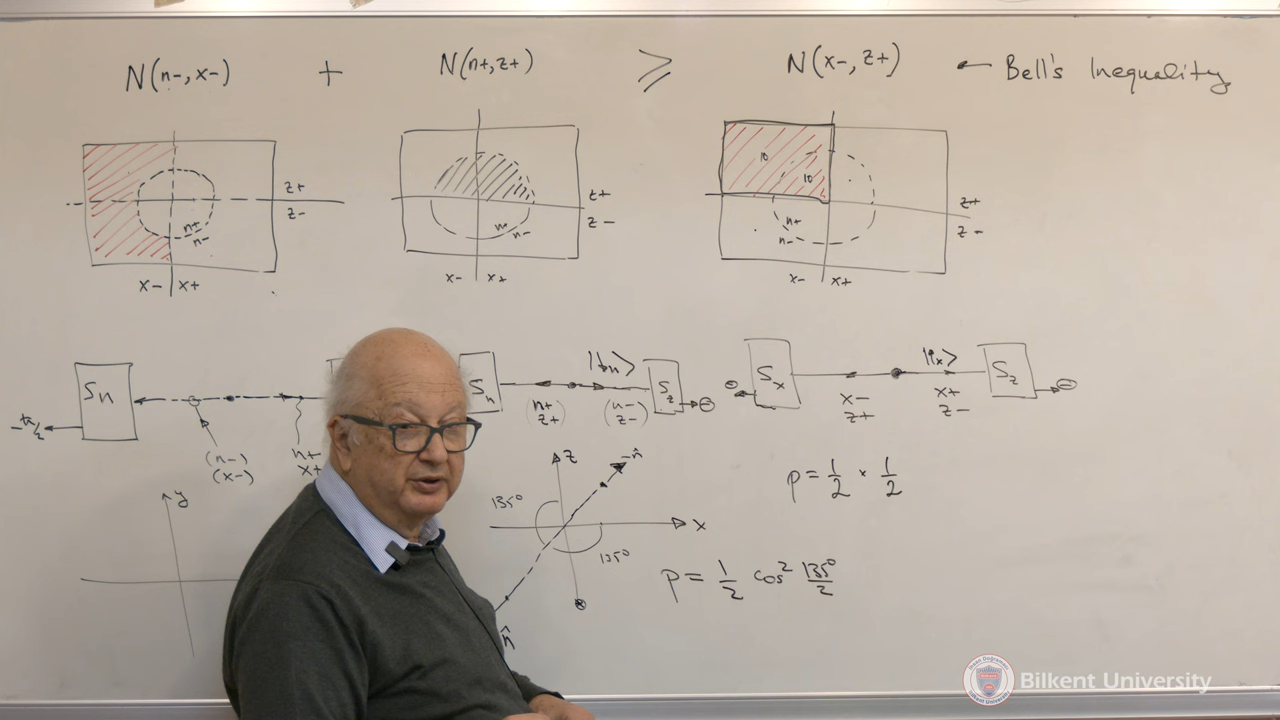 N(n-, x-) + N(n+, z+) ⩾ N(x-, z+) ← Bell's Inequality
z+
z-
n+
n-
x- x+
z+
z-
n-
x- x+
10
10
z+
z-
n+
n-
x- x+
Sn
-ħ/2
(n-)
(x-)
n+
x+
Sn
(n+
z+)
|↓n⟩
(n-
z-)
Sz
⊖
⊖
Sx
x-
z+
|↑x⟩
x+
z-
Sz
⊖
y
z
-n̂
135°
x
135°
n̂
p = 1/2 × 1/2
p = 1/2 cos² 135°/2
Bilkent University